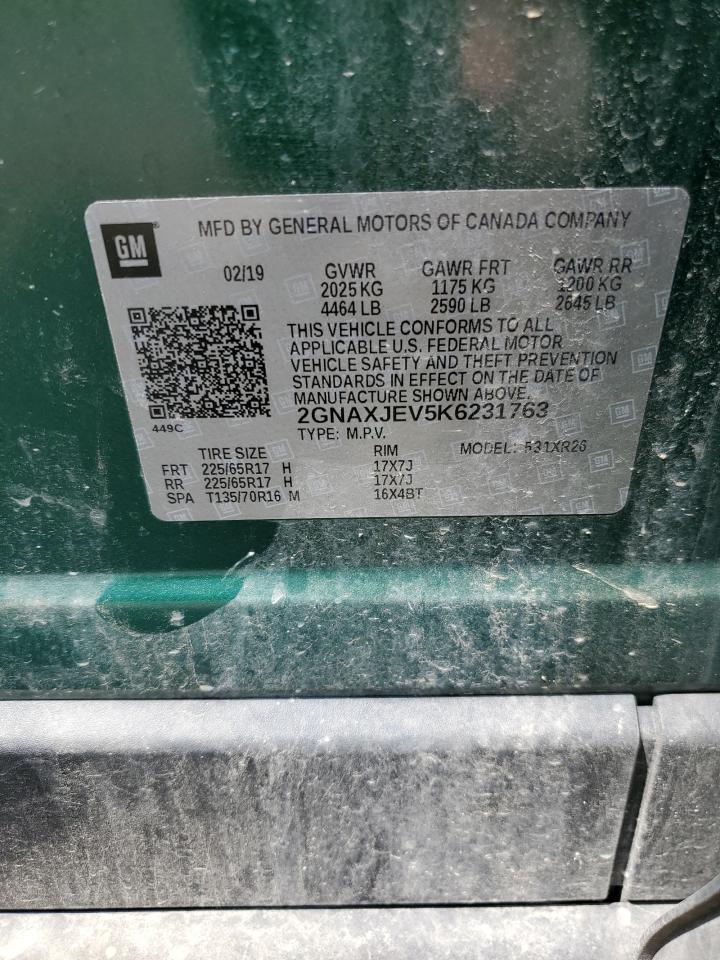 GM
MFD BY GENERAL MOTORS OF CANADA COMPANY
02/19 GVWR GAWR FRT GAWR RR
2025 KG 1175 KG 1200 KG
4464 LB 2590 LB 2645 LB
THIS VEHICLE CONFORMS TO ALL
APPLICABLE U.S. FEDERAL MOTOR
VEHICLE SAFETY AND THEFT PREVENTION
STANDARDS IN EFFECT ON THE DATE OF
MANUFACTURE SHOWN ABOVE.
2GNAXJEV5K6231763
449C
TYPE: M.P.V.
TIRE SIZE RIM MODEL: 531XR26
FRT 225/65R17 H 17X7J
RR 225/65R17 H 17X7J
SPA T135/70R16 M 16X4BT